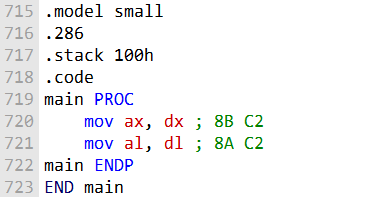 715 .model small
716 .286
717 .stack 100h
718 .code
719 main PROC
720     mov ax, dx ; 8B C2
721     mov al, dl ; 8A C2
722 main ENDP
723 END main